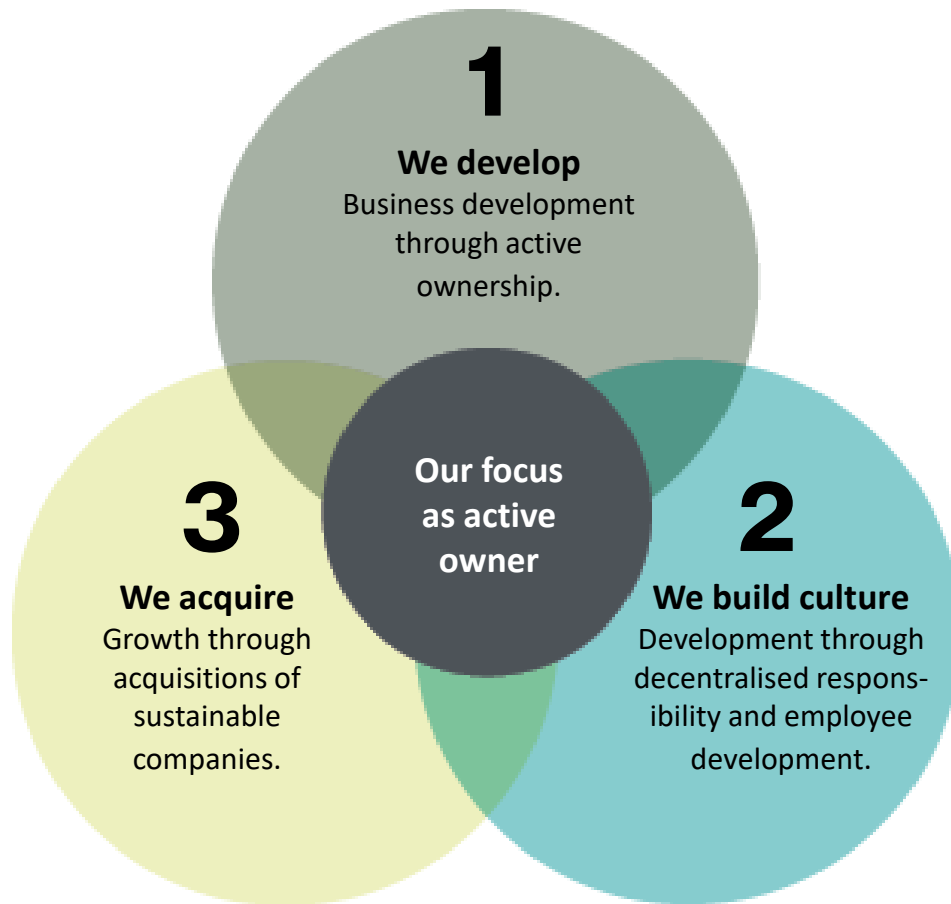 1
We develop
Business development
through active
ownership.
Our focus
as active
owner
3
We acquire
Growth through
acquisitions of
sustainable
companies.
2
We build culture
Development through
decentralised respons-
ibility and employee
development.